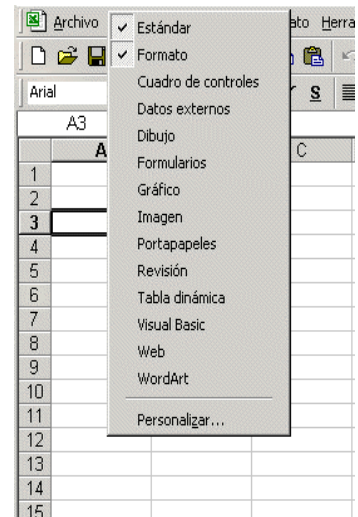 Archivo
Herra
Estándar
Formato
Cuadro de controles
Datos externos
Dibujo
Formularios
Gráfico
Imagen
Portapapeles
Revisión
Tabla dinámica
Visual Basic
Web
WordArt
Personalizar...
Arial
S
A3
A
C
1
2
3
4
5
6
7
8
9
10
11
12
13
14
15